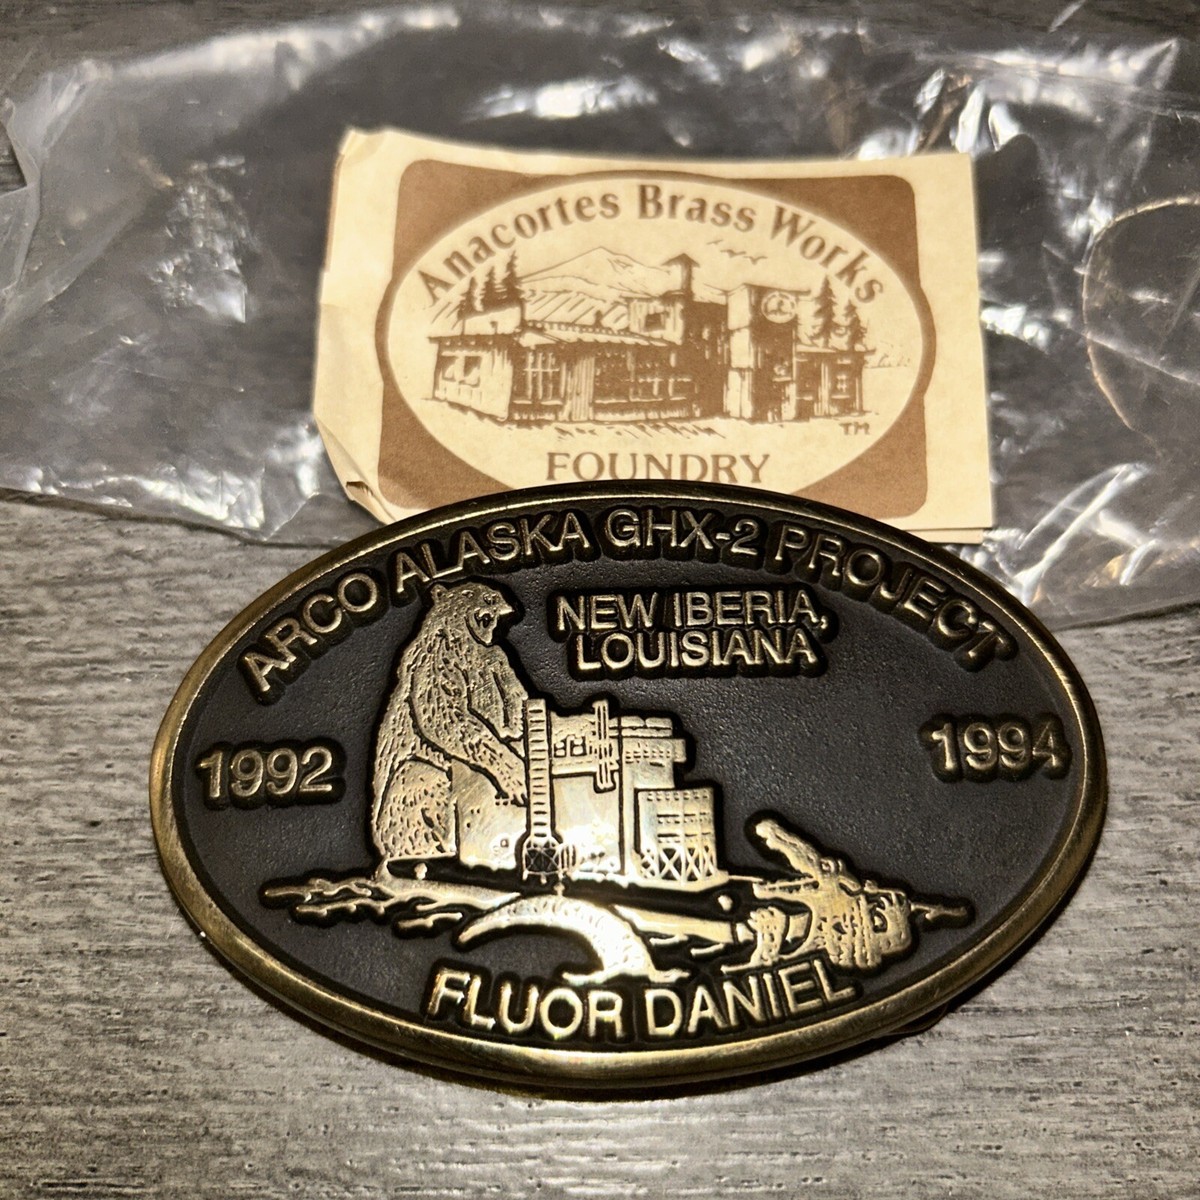 Anacortes Brass Works
TM
FOUNDRY
ARCO ALASKA GHX-2 PROJECT
NEW IBERIA,
LOUISIANA
1992
1994
FLUOR DANIEL